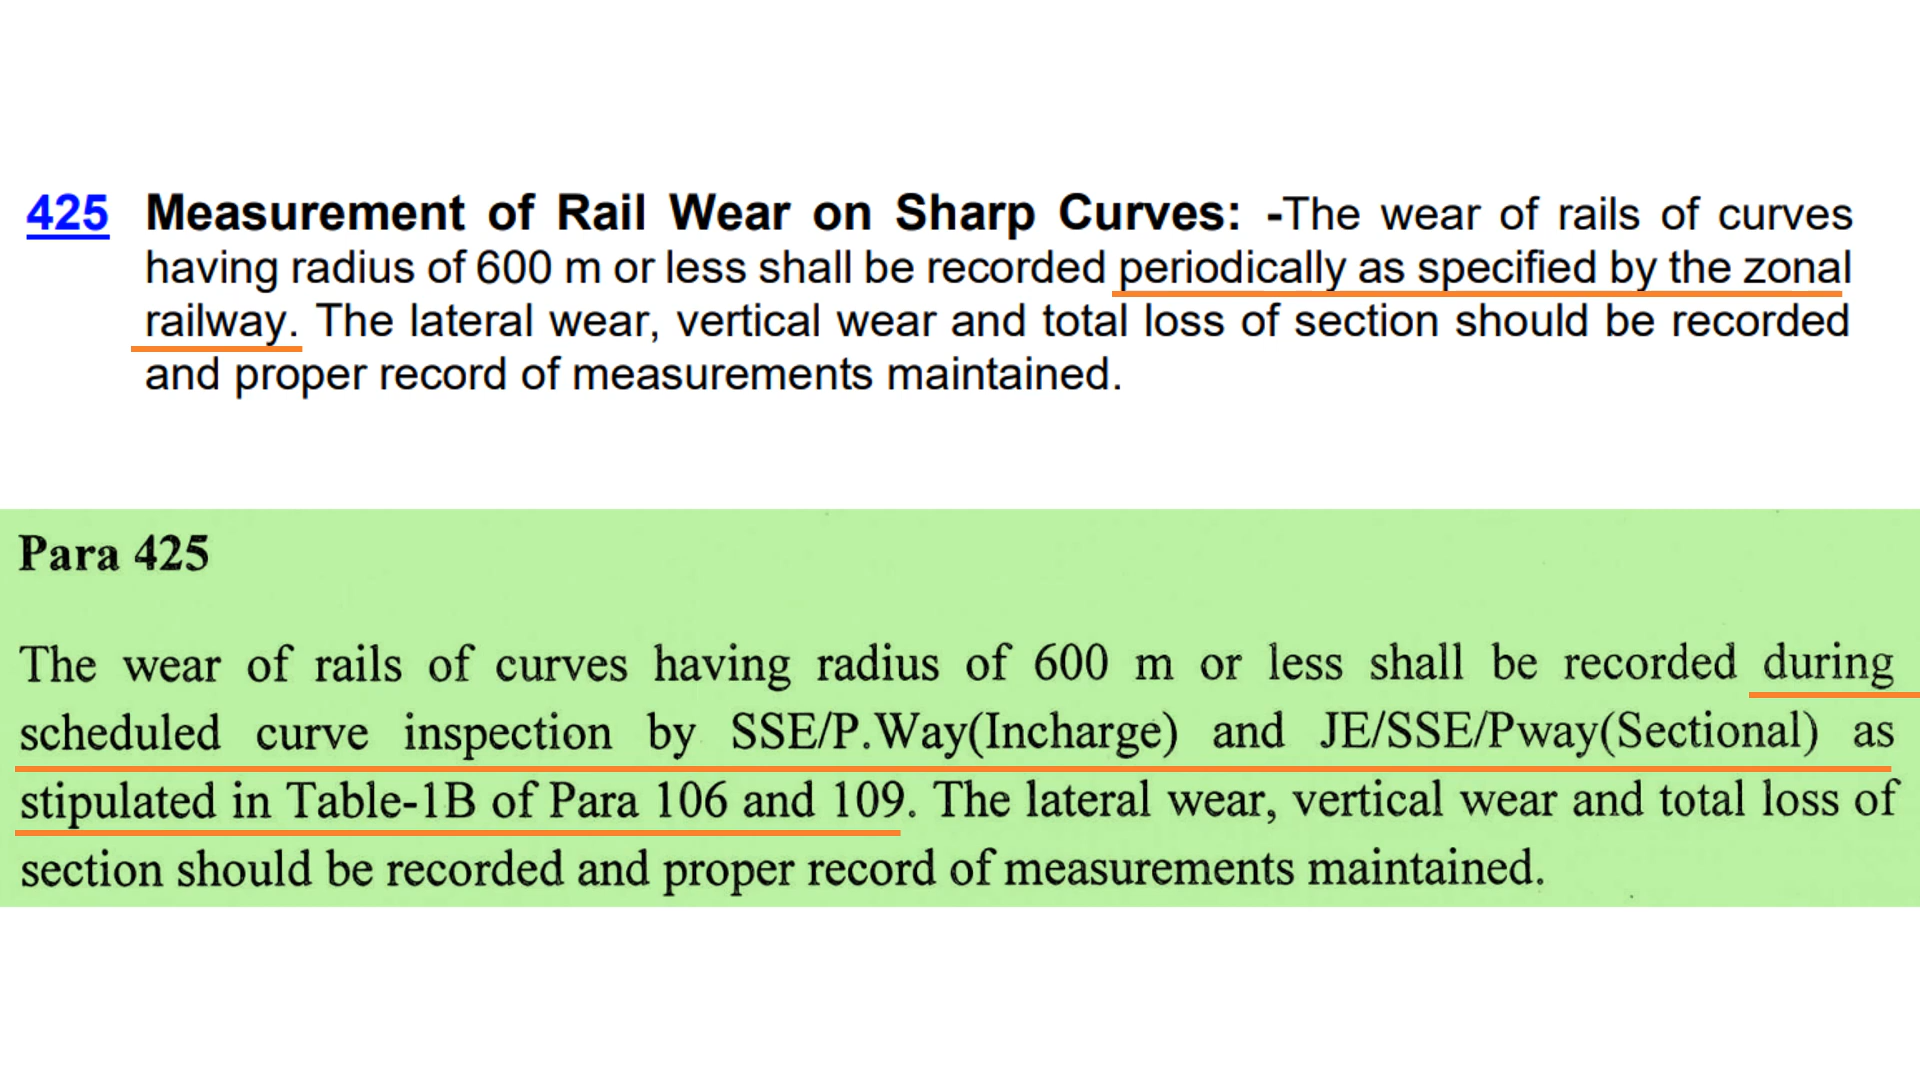 425 Measurement of Rail Wear on Sharp Curves: -The wear of rails of curves
having radius of 600 m or less shall be recorded periodically as specified by the zonal
railway. The lateral wear, vertical wear and total loss of section should be recorded
and proper record of measurements maintained.
Para 425
The wear of rails of curves having radius of 600 m or less shall be recorded during
scheduled curve inspection by SSE/P.Way(Incharge) and JE/SSE/Pway(Sectional) as
stipulated in Table-1B of Para 106 and 109. The lateral wear, vertical wear and total loss of
section should be recorded and proper record of measurements maintained.